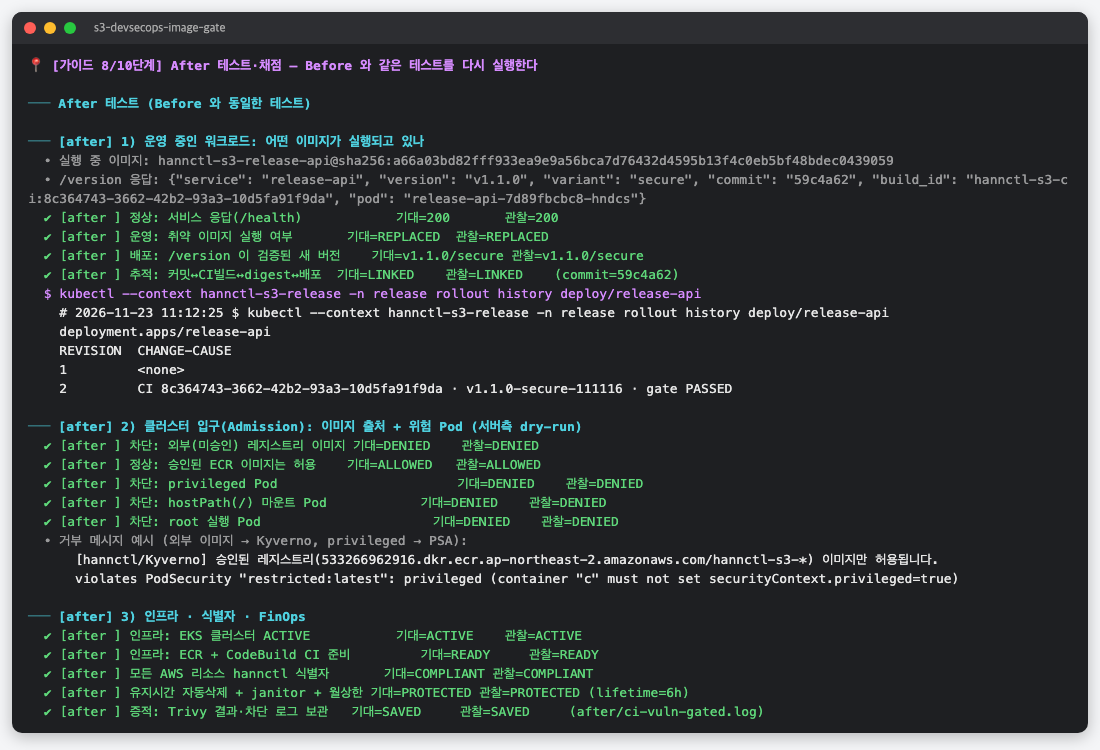 s3-devsecops-image-gate
📍 [가이드 8/10단계] After 테스트·채점 — Before 와 같은 테스트를 다시 실행한다
── After 테스트 (Before 와 동일한 테스트)
── [after] 1) 운영 중인 워크로드: 어떤 이미지가 실행되고 있나
• 실행 중 이미지: hannctl-s3-release-api@sha256:a66a03bd82fff933ea9e9a56bca7d76432d4595b13f4c0eb5bf48bdec0439059
• /version 응답: {"service": "release-api", "version": "v1.1.0", "variant": "secure", "commit": "59c4a62", "build_id": "hannctl-s3-c
i:8c364743-3662-42b2-93a3-10d5fa91f9da", "pod": "release-api-7d89fbcbc8-hndcs"}
✔ [after ] 정상: 서비스 응답(/health) 기대=200 관찰=200
✔ [after ] 운영: 취약 이미지 실행 여부 기대=REPLACED 관찰=REPLACED
✔ [after ] 배포: /version 이 검증된 새 버전 기대=v1.1.0/secure 관찰=v1.1.0/secure
✔ [after ] 추적: 커밋↔CI빌드↔digest↔배포 기대=LINKED 관찰=LINKED (commit=59c4a62)
$ kubectl --context hannctl-s3-release -n release rollout history deploy/release-api
# 2026-11-23 11:12:25 $ kubectl --context hannctl-s3-release -n release rollout history deploy/release-api
deployment.apps/release-api
REVISION CHANGE-CAUSE
1 <none>
2 CI 8c364743-3662-42b2-93a3-10d5fa91f9da · v1.1.0-secure-111116 · gate PASSED
── [after] 2) 클러스터 입구(Admission): 이미지 출처 + 위험 Pod (서버측 dry-run)
✔ [after ] 차단: 외부(미승인) 레지스트리 이미지 기대=DENIED 관찰=DENIED
✔ [after ] 정상: 승인된 ECR 이미지는 허용 기대=ALLOWED 관찰=ALLOWED
✔ [after ] 차단: privileged Pod 기대=DENIED 관찰=DENIED
✔ [after ] 차단: hostPath(/) 마운트 Pod 기대=DENIED 관찰=DENIED
✔ [after ] 차단: root 실행 Pod 기대=DENIED 관찰=DENIED
• 거부 메시지 예시 (외부 이미지 → Kyverno, privileged → PSA):
[hannctl/Kyverno] 승인된 레지스트리(533266962916.dkr.ecr.ap-northeast-2.amazonaws.com/hannctl-s3-*) 이미지만 허용됩니다.
violates PodSecurity "restricted:latest": privileged (container "c" must not set securityContext.privileged=true)
── [after] 3) 인프라 · 식별자 · FinOps
✔ [after ] 인프라: EKS 클러스터 ACTIVE 기대=ACTIVE 관찰=ACTIVE
✔ [after ] 인프라: ECR + CodeBuild CI 준비 기대=READY 관찰=READY
✔ [after ] 모든 AWS 리소스 hannctl 식별자 기대=COMPLIANT 관찰=COMPLIANT
✔ [after ] 유지시간 자동삭제 + janitor + 월상한 기대=PROTECTED 관찰=PROTECTED (lifetime=6h)
✔ [after ] 증적: Trivy 결과·차단 로그 보관 기대=SAVED 관찰=SAVED (after/ci-vuln-gated.log)